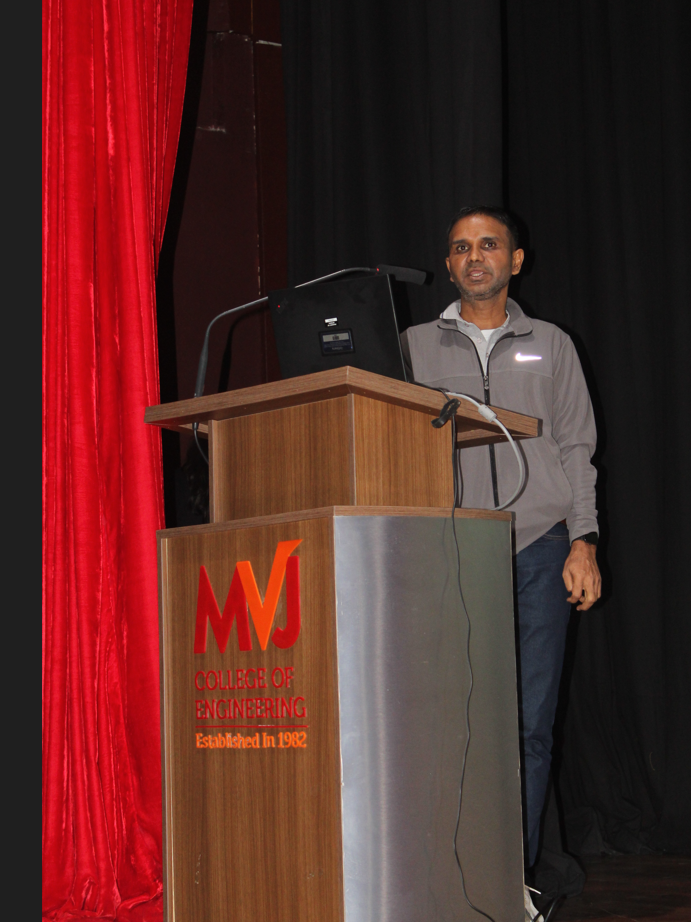 MVJ
COLLEGE OF
ENGINEERING
Established In 1982